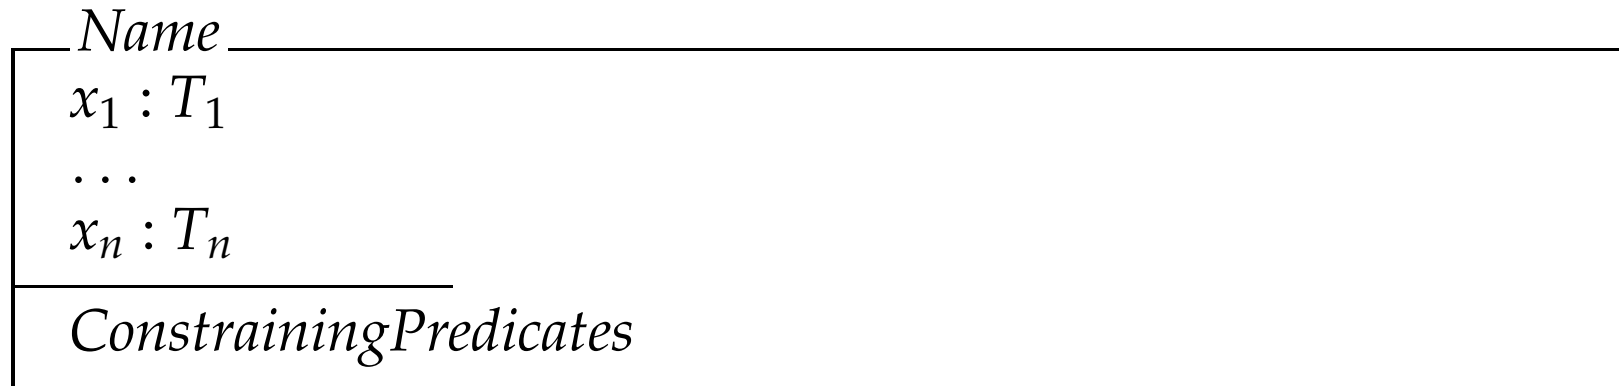 Name
x₁ : T₁
. . .
xₙ : Tₙ
ConstrainingPredicates